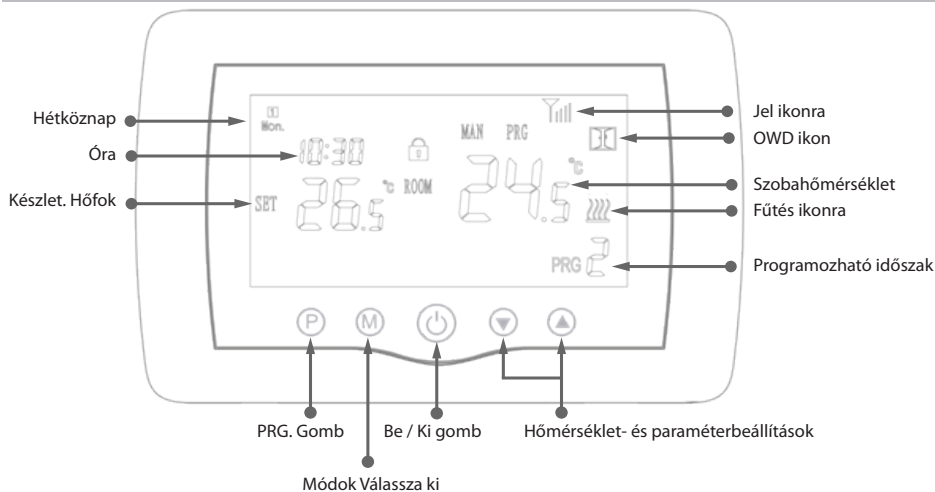 Hétköznap
Óra
Készlet. Hőfok
1
Mon.
10:30
SET
26.5
°C
ROOM
MAN
PRG
24.5
°C
PRG 2
Jel ikonra
OWD ikon
Szobahőmérséklet
Fűtés ikonra
Programozható időszak
P
M
PRG. Gomb
Be / Ki gomb
Hőmérséklet- és paraméterbeállítások
Módok Válassza ki